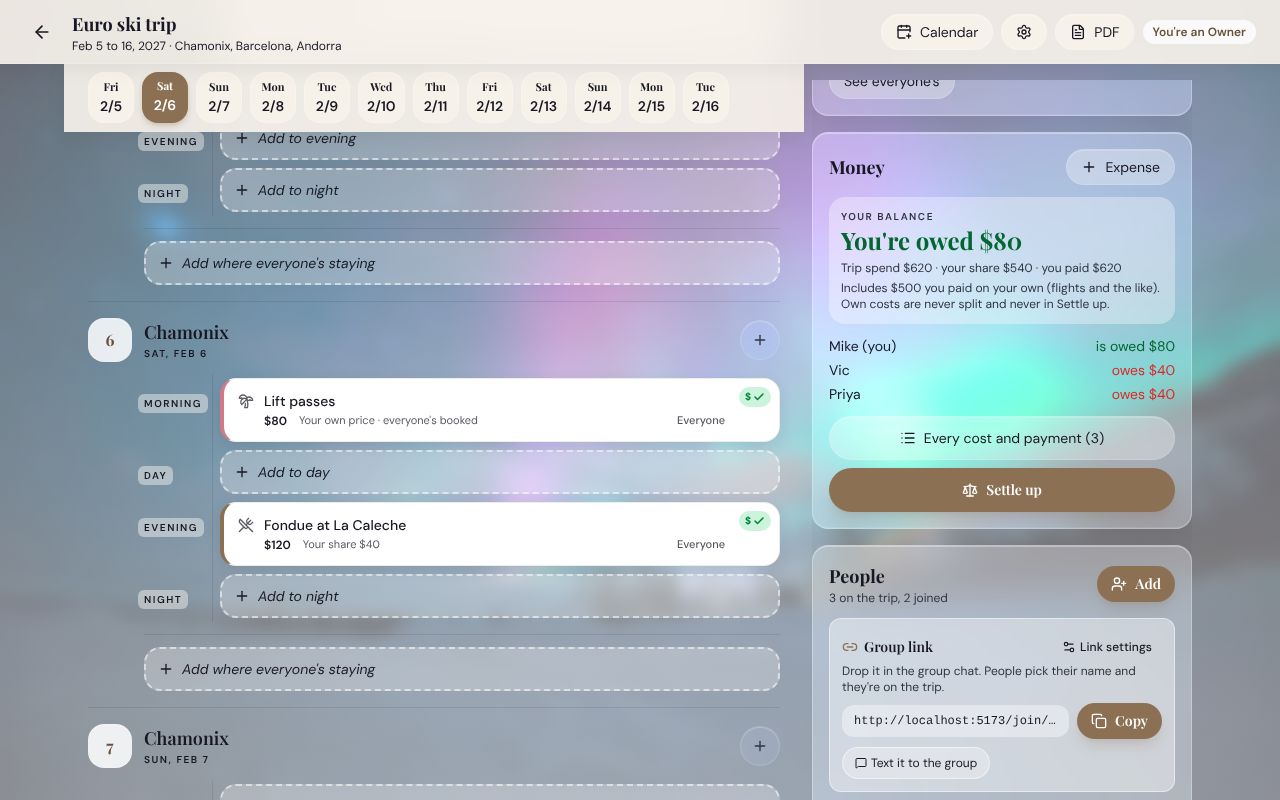 Euro ski trip
Feb 5 to 16, 2027 · Chamonix, Barcelona, Andorra
Calendar
PDF
You're an Owner
Fri 2/5
Sat 2/6
Sun 2/7
Mon 2/8
Tue 2/9
Wed 2/10
Thu 2/11
Fri 2/12
Sat 2/13
Sun 2/14
Mon 2/15
Tue 2/16
EVENING
Add to evening
NIGHT
Add to night
Add where everyone's staying
6
Chamonix
SAT, FEB 6
MORNING
Lift passes
$80 Your own price · everyone's booked
Everyone
$
DAY
Add to day
EVENING
Fondue at La Caleche
$120 Your share $40
Everyone
$
NIGHT
Add to night
Add where everyone's staying
7
Chamonix
SUN, FEB 7
See everyone's
Money
Expense
YOUR BALANCE
You're owed $80
Trip spend $620 · your share $540 · you paid $620
Includes $500 you paid on your own (flights and the like).
Own costs are never split and never in Settle up.
Mike (you) is owed $80
Vic owes $40
Priya owes $40
Every cost and payment (3)
Settle up
People
3 on the trip, 2 joined
Add
Group link
Link settings
Drop it in the group chat. People pick their name and
they're on the trip.
http://localhost:5173/join/…
Copy
Text it to the group